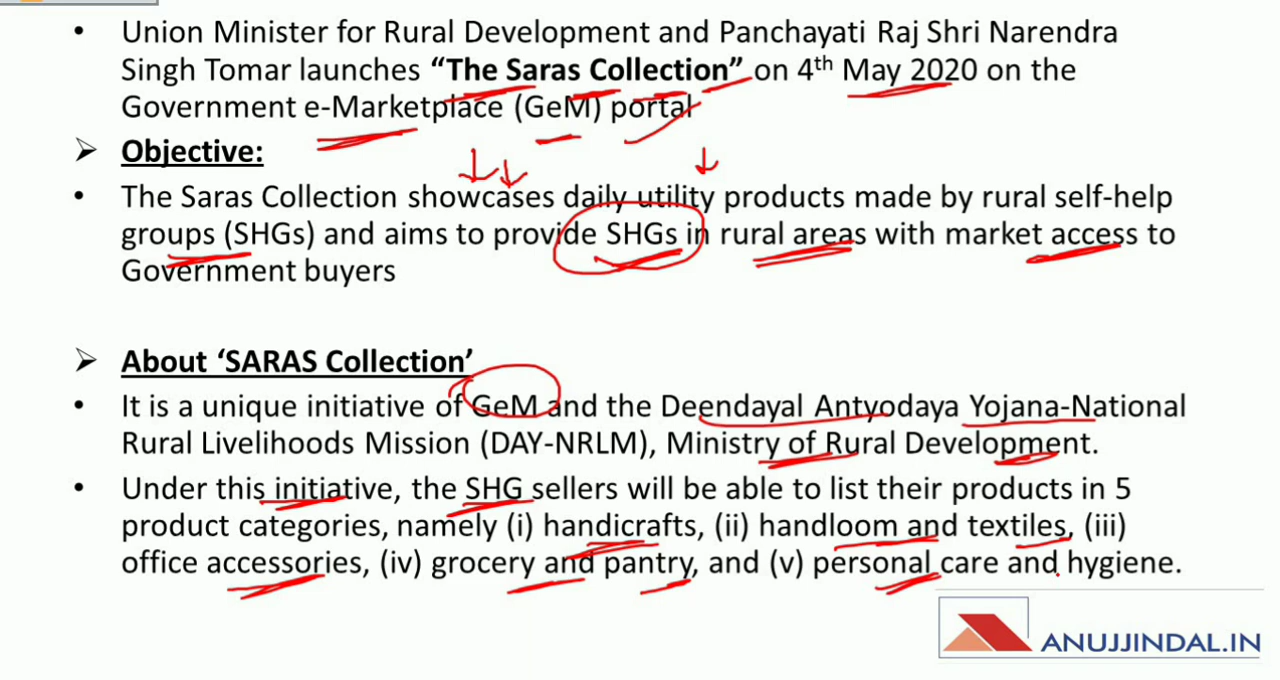 • Union Minister for Rural Development and Panchayati Raj Shri Narendra
Singh Tomar launches “The Saras Collection” on 4th May 2020 on the
Government e-Marketplace (GeM) portal
➢ Objective:
• The Saras Collection showcases daily utility products made by rural self-help
groups (SHGs) and aims to provide SHGs in rural areas with market access to
Government buyers
➢ About ‘SARAS Collection’
• It is a unique initiative of GeM and the Deendayal Antyodaya Yojana-National
Rural Livelihoods Mission (DAY-NRLM), Ministry of Rural Development.
• Under this initiative, the SHG sellers will be able to list their products in 5
product categories, namely (i) handicrafts, (ii) handloom and textiles, (iii)
office accessories, (iv) grocery and pantry, and (v) personal care and hygiene.
ANUJJINDAL.IN